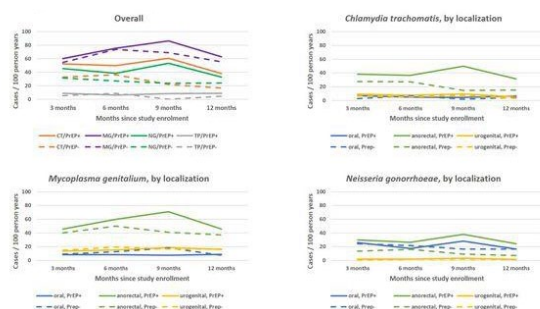 Overall
Cases / 100 person years
100
80
60
40
20
0
3 months 6 months 9 months 12 months
Months since study enrollment
CT/PrEP+ MG/PrEP+ NG/PrEP+ TP/PrEP+
CT/PrEP- MG/PrEP- NG/PrEP- TP/PrEP-
Chlamydia trachomatis, by localization
Cases / 100 person years
100
80
60
40
20
0
3 months 6 months 9 months 12 months
Months since study enrollment
oral, PrEP+ anorectal, PrEP+ urogenital, PrEP+
oral, Prep- anorectal, Prep- urogenital, Prep-
Mycoplasma genitalium, by localization
Cases / 100 person years
100
80
60
40
20
0
3 months 6 months 9 months 12 months
Months since study enrollment
oral, PrEP+ anorectal, PrEP+ urogenital, PrEP+
oral, Prep- anorectal, Prep- urogenital, Prep-
Neisseria gonorrhoeae, by localization
Cases / 100 person years
100
80
60
40
20
0
3 months 6 months 9 months 12 months
Months since study enrollment
oral, PrEP+ anorectal, PrEP+ urogenital, PrEP+
oral, Prep- anorectal, Prep- urogenital, Prep-